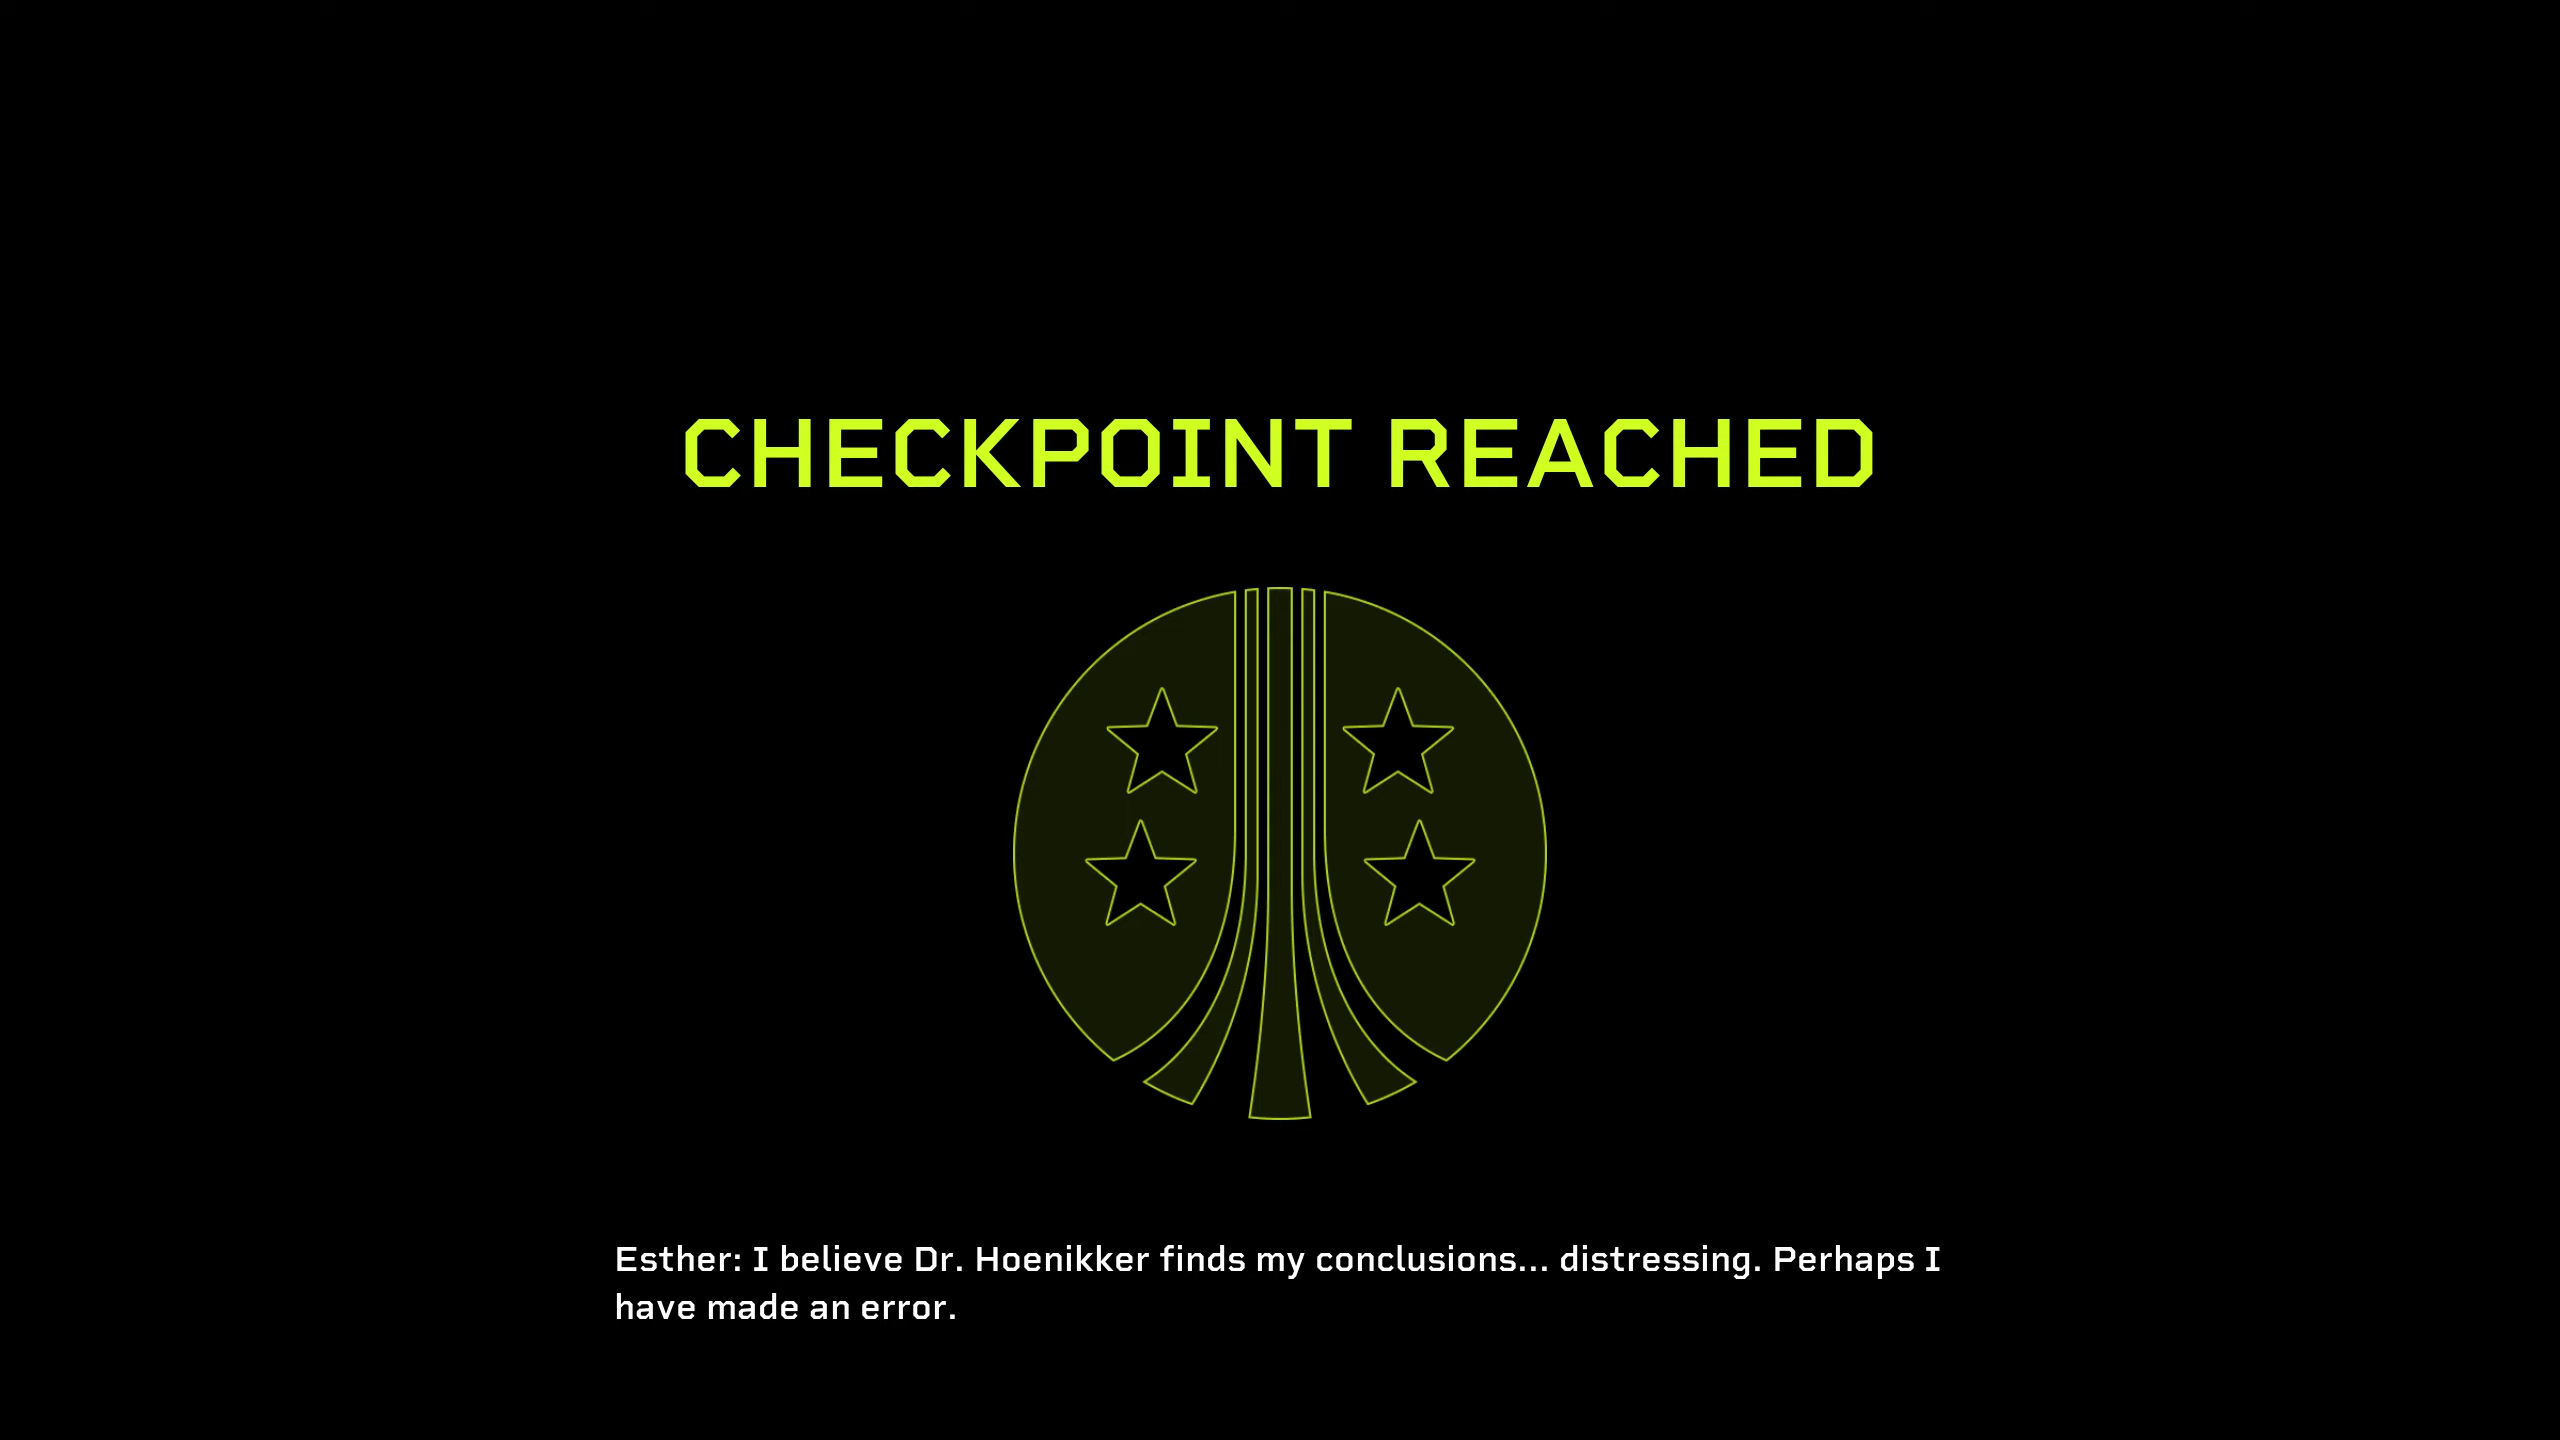 CHECKPOINT REACHED
Esther: I believe Dr. Hoenikker finds my conclusions... distressing. Perhaps I
have made an error.